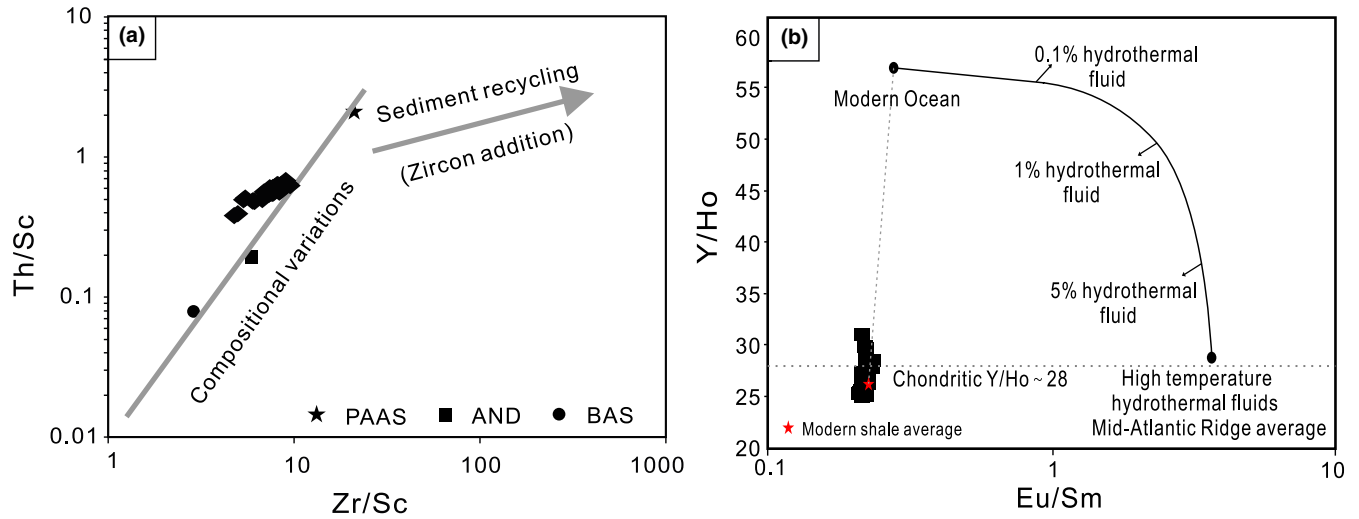 (a)
10
1
0.1
0.01
Th/Sc
Sediment recycling
(Zircon addition)
Compositional variations
PAAS
AND
BAS
1
10
100
1000
Zr/Sc
(b)
60
55
50
45
40
35
30
25
20
Y/Ho
0.1% hydrothermal
fluid
Modern Ocean
1% hydrothermal
fluid
5% hydrothermal
fluid
Chondritic Y/Ho ~ 28
High temperature
hydrothermal fluids
Mid-Atlantic Ridge average
Modern shale average
0.1
1
10
Eu/Sm